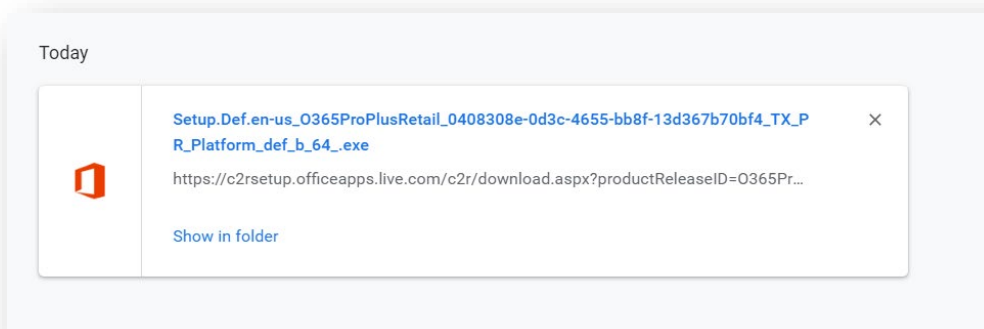 Today
Setup.Def.en-us_O365ProPlusRetail_0408308e-0d3c-4655-bb8f-13d367b70bf4_TX_P
R_Platform_def_b_64_.exe
https://c2rsetup.officeapps.live.com/c2r/download.aspx?productReleaseID=O365Pr...
Show in folder